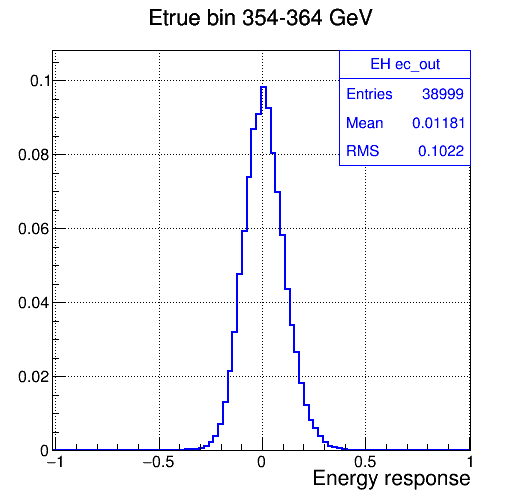 Etrue bin 354-364 GeV
EH ec_out
Entries 38999
Mean 0.01181
RMS 0.1022
0.1
0.08
0.06
0.04
0.02
0
−1 −0.5 0 0.5 1
Energy response